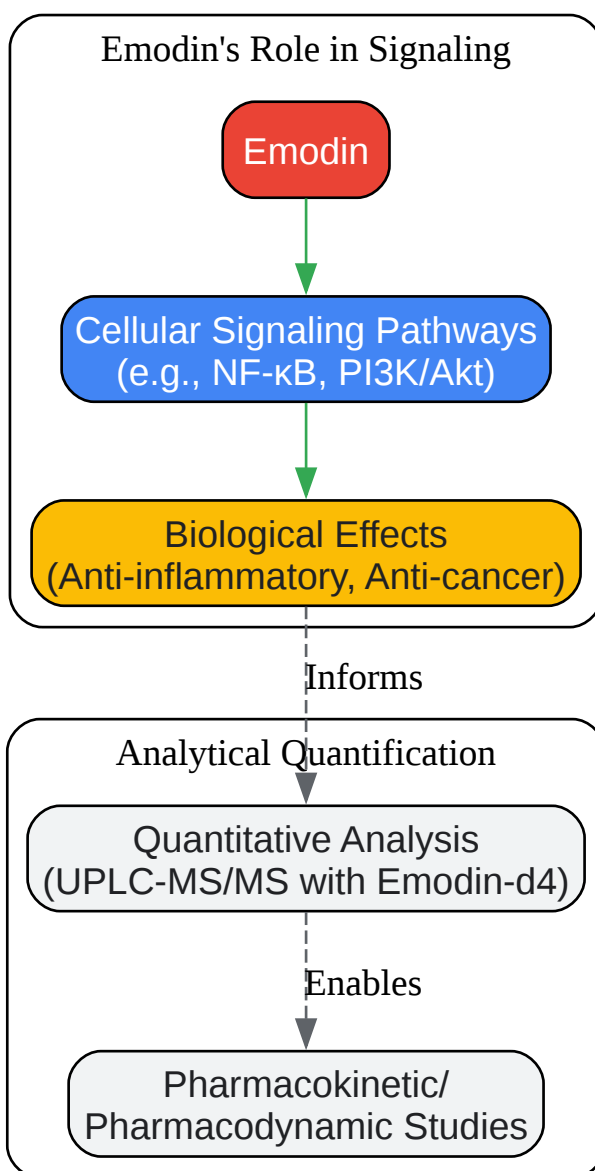 Emodin's Role in Signaling
Emodin
Cellular Signaling Pathways
(e.g., NF-κB, PI3K/Akt)
Biological Effects
(Anti-inflammatory, Anti-cancer)
Informs
Analytical Quantification
Quantitative Analysis
(UPLC-MS/MS with Emodin-d4)
Enables
Pharmacokinetic/
Pharmacodynamic Studies